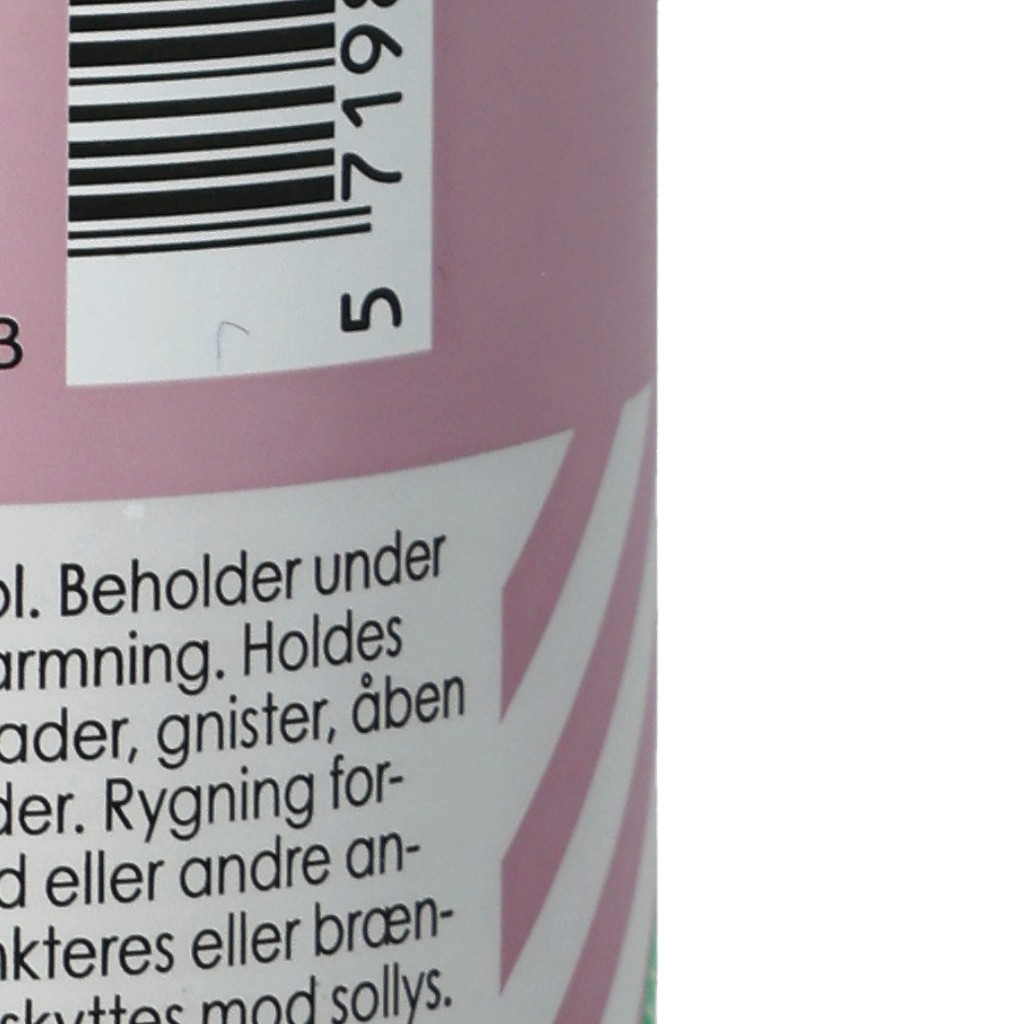 5 7198
B
ol. Beholder under
armning. Holdes
ader, gnister, åben
der. Rygning for-
d eller andre an-
nkteres eller bræn-
skyttes mod sollys.